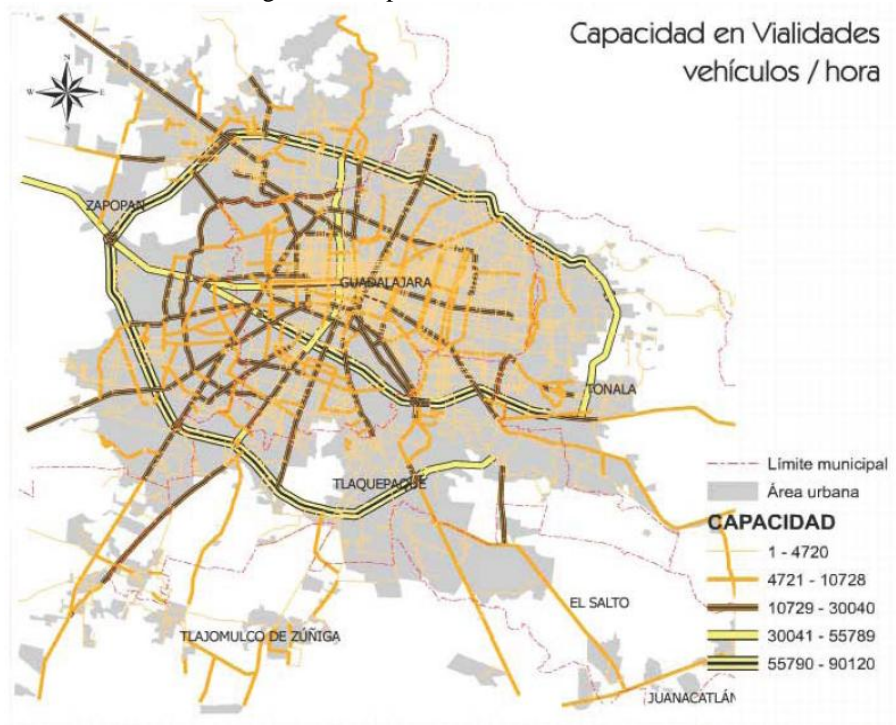 Capacidad en Vialidades
vehículos / hora
N
W
E
S
ZAPOPAN
GUADALAJARA
TONALA
TLAQUEPAQUE
EL SALTO
TLAJOMULCO DE ZÚÑIGA
JUANACATLÁN
Límite municipal
Área urbana
CAPACIDAD
1 - 4720
4721 - 10728
10729 - 30040
30041 - 55789
55790 - 90120